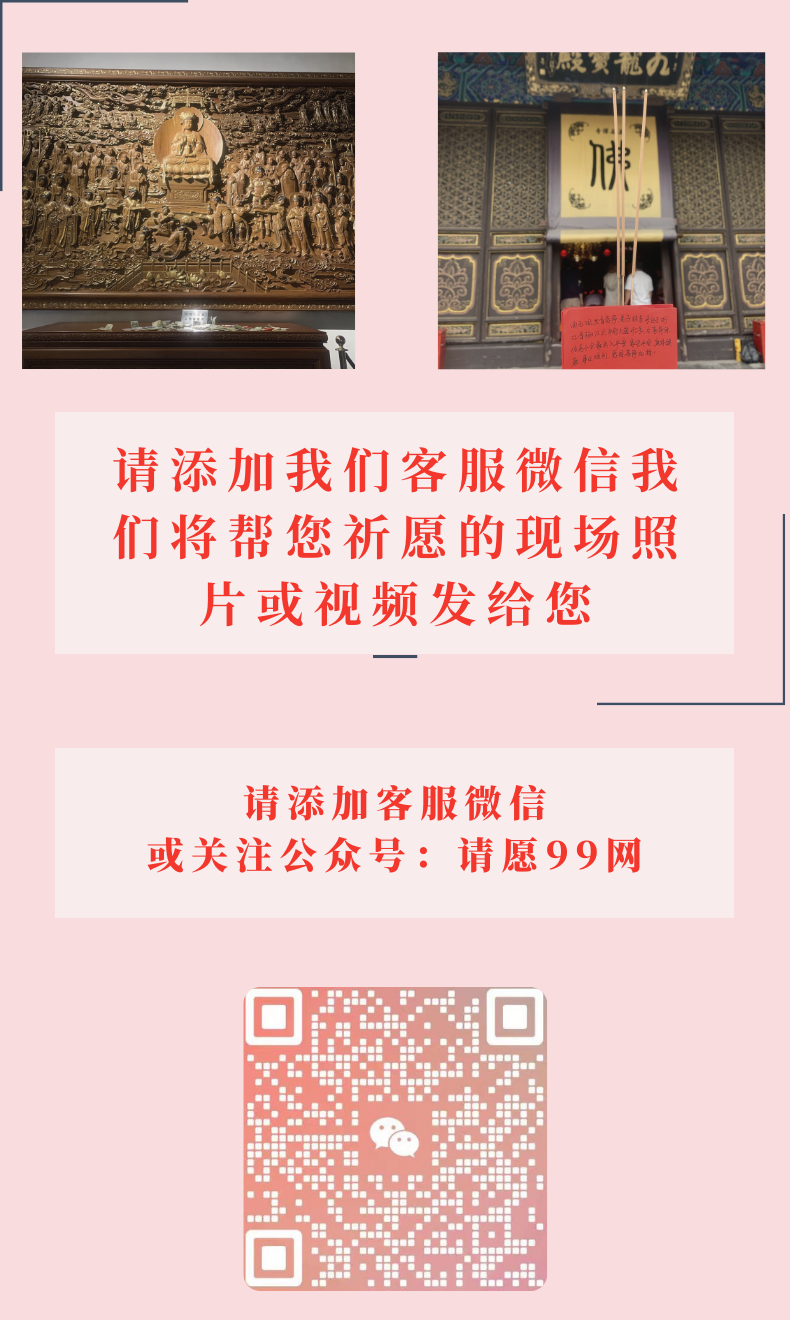 九龍寶殿
佛
请添加我们客服微信我
们将帮您祈愿的现场照
片或视频发给您
请添加客服微信
或关注公众号：请愿99网